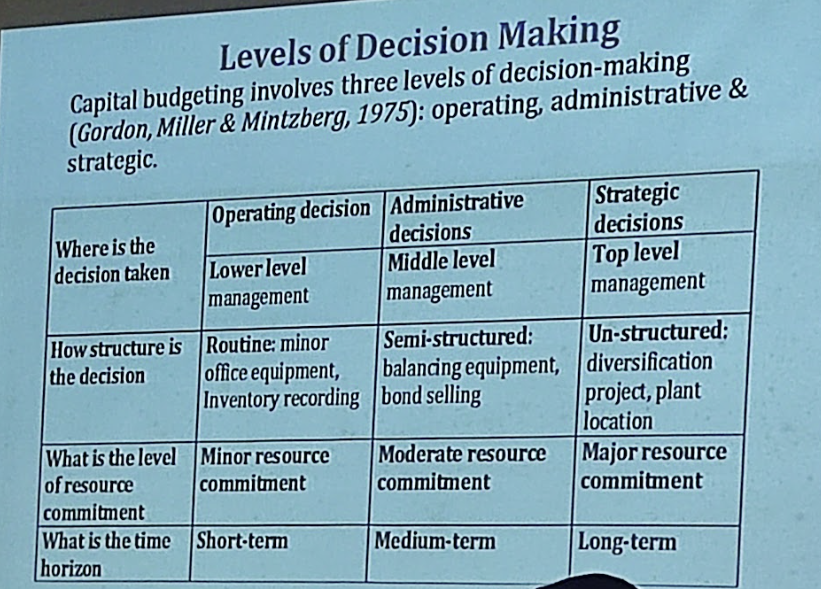 Levels of Decision Making
Capital budgeting involves three levels of decision-making
(Gordon, Miller & Mintzberg, 1975): operating, administrative &
strategic.
Where is the
decision taken
Operating decision
Administrative
decisions
Strategic
decisions
Lower level
management
Middle level
management
Top level
management
How structure is
the decision
Routine: minor
office equipment,
Inventory recording
Semi-structured:
balancing equipment,
bond selling
Un-structured:
diversification
project, plant
location
What is the level
of resource
commitment
Minor resource
commitment
Moderate resource
commitment
Major resource
commitment
What is the time
horizon
Short-term
Medium-term
Long-term